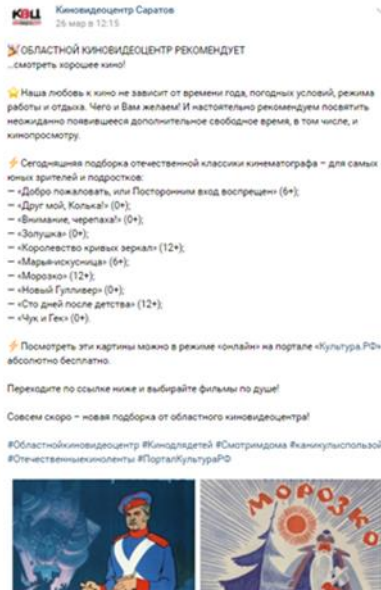 КВЦ
Киновидеоцентр Саратов
26 мар в 12:15
ОБЛАСТНОЙ КИНОВИДЕОЦЕНТР РЕКОМЕНДУЕТ
...смотреть хорошее кино!
Наша любовь к кино не зависит от времени года, погодных условий, режима
работы и отдыха. Чего и Вам желаем! И настоятельно рекомендуем посвятить
неожиданно появившееся дополнительное свободное время, в том числе, и
кинопросмотру.
Сегодняшняя подборка отечественной классики кинематографа – для самых
юных зрителей и подростков:
— «Добро пожаловать, или Посторонним вход воспрещен» (6+);
— «Друг мой, Колька!» (0+);
— «Внимание, черепаха!» (0+);
— «Золушка» (0+);
— «Королевство кривых зеркал» (12+);
— «Марья-искусница» (6+);
— «Морозко» (12+);
— «Новый Гулливер» (0+);
— «Сто дней после детства» (12+);
— «Чук и Гек» (0+).
Посмотреть эти картины можно в режиме «онлайн» на портале «Культура.РФ»
абсолютно бесплатно.
Переходите по ссылке ниже и выбирайте фильмы по душе!
Совсем скоро – новая подборка от областного киновидеоцентра!
#Областнойкиновидеоцентр #Кинодлядетей #Смотримдома #каникулыспользой
#Отечественныекиноленты #ПорталКультураРФ
МОРОЗКО